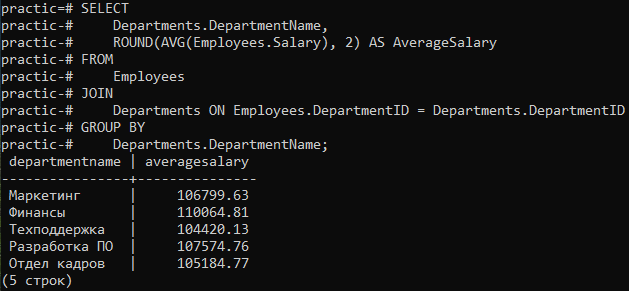 practic=# SELECT
practic-#     Departments.DepartmentName,
practic-#     ROUND(AVG(Employees.Salary), 2) AS AverageSalary
practic-# FROM
practic-#     Employees
practic-# JOIN
practic-#     Departments ON Employees.DepartmentID = Departments.DepartmentID
practic-# GROUP BY
practic-#     Departments.DepartmentName;
 departmentname | averagesalary
----------------+---------------
 Маркетинг      |     106799.63
 Финансы        |     110064.81
 Техподдержка   |     104420.13
 Разработка ПО  |     107574.76
 Отдел кадров   |     105184.77
(5 строк)